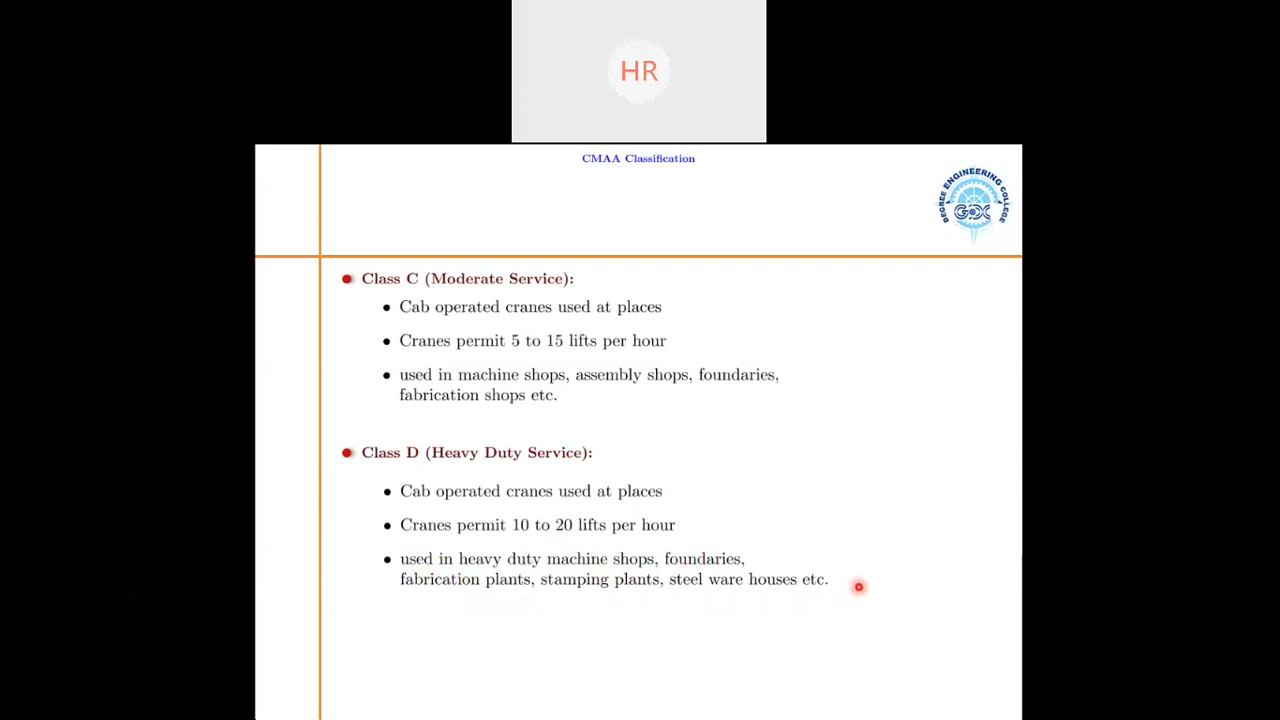 HR
CMAA Classification
DEGREE ENGINEERING COLLEGE
Class C (Moderate Service):
Cab operated cranes used at places
Cranes permit 5 to 15 lifts per hour
used in machine shops, assembly shops, foundaries,
fabrication shops etc.
Class D (Heavy Duty Service):
Cab operated cranes used at places
Cranes permit 10 to 20 lifts per hour
used in heavy duty machine shops, foundaries,
fabrication plants, stamping plants, steel ware houses etc.